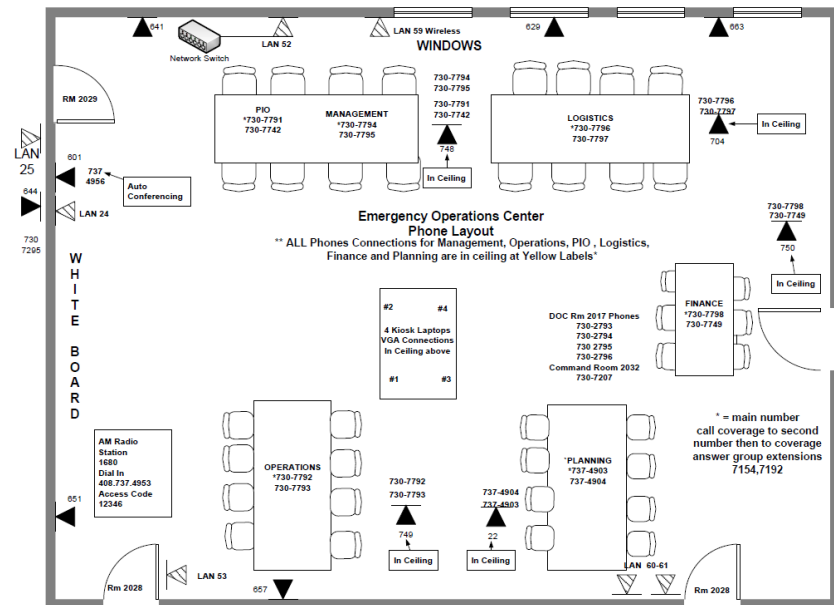 641
Network Switch
LAN 52
LAN 59 Wireless
WINDOWS
629
663
RM 2029
PIO
*730-7791
730-7742
MANAGEMENT
*730-7794
730-7795
730-7794
730-7795
730-7791
730-7742
748
In Ceiling
LOGISTICS
*730-7796
730-7797
730-7796
730-7797
704
In Ceiling
LAN
25
601
737
4956
Auto
Conferencing
644
LAN 24
730
7295
Emergency Operations Center
Phone Layout
** ALL Phones Connections for Management, Operations, PIO , Logistics,
Finance and Planning are in ceiling at Yellow Labels*
730-7798
730-7749
750
In Ceiling
WHITE BOARD
#2
#4
4 Kiosk Laptops
VGA Connections
In Ceiling above
#1
#3
DOC Rm 2017 Phones
730-2793
730-2794
730 2795
730-2796
Command Room 2032
730-7207
FINANCE
*730-7798
730-7749
* = main number
call coverage to second
number then to coverage
answer group extensions
7154,7192
AM Radio
Station
1680
Dial In
408.737.4953
Access Code
12346
OPERATIONS
*730-7792
730-7793
730-7792
730-7793
749
In Ceiling
737-4904
737-4903
22
In Ceiling
*PLANNING
*737-4903
737-4904
651
Rm 2028
LAN 53
657
LAN 60-61
Rm 2028